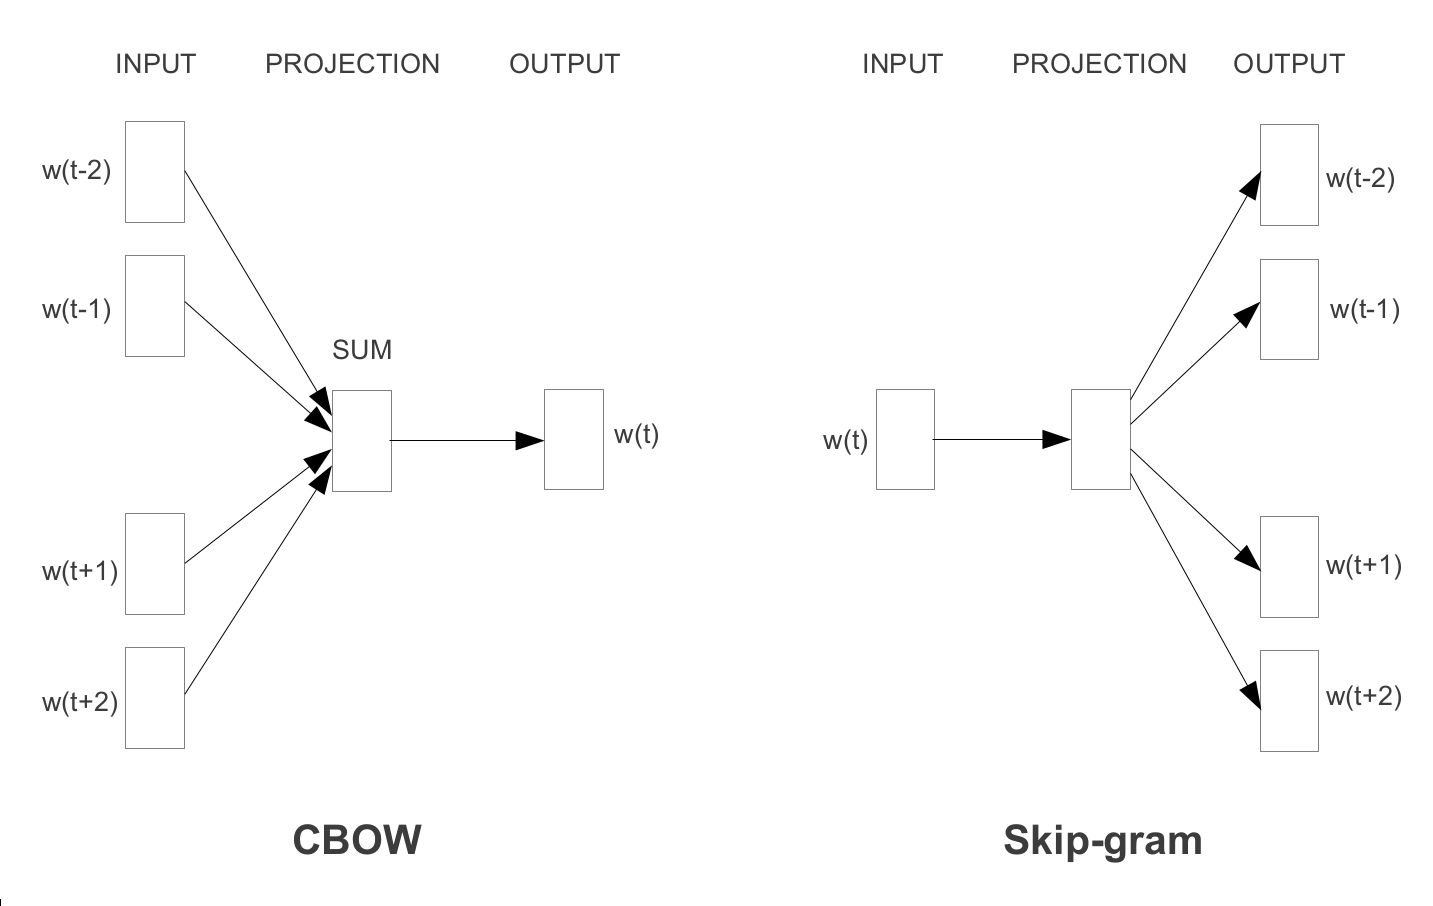 INPUT PROJECTION OUTPUT
w(t-2)
w(t-1)
SUM
w(t)
w(t+1)
w(t+2)
CBOW
INPUT PROJECTION OUTPUT
w(t-2)
w(t-1)
w(t)
w(t+1)
w(t+2)
Skip-gram